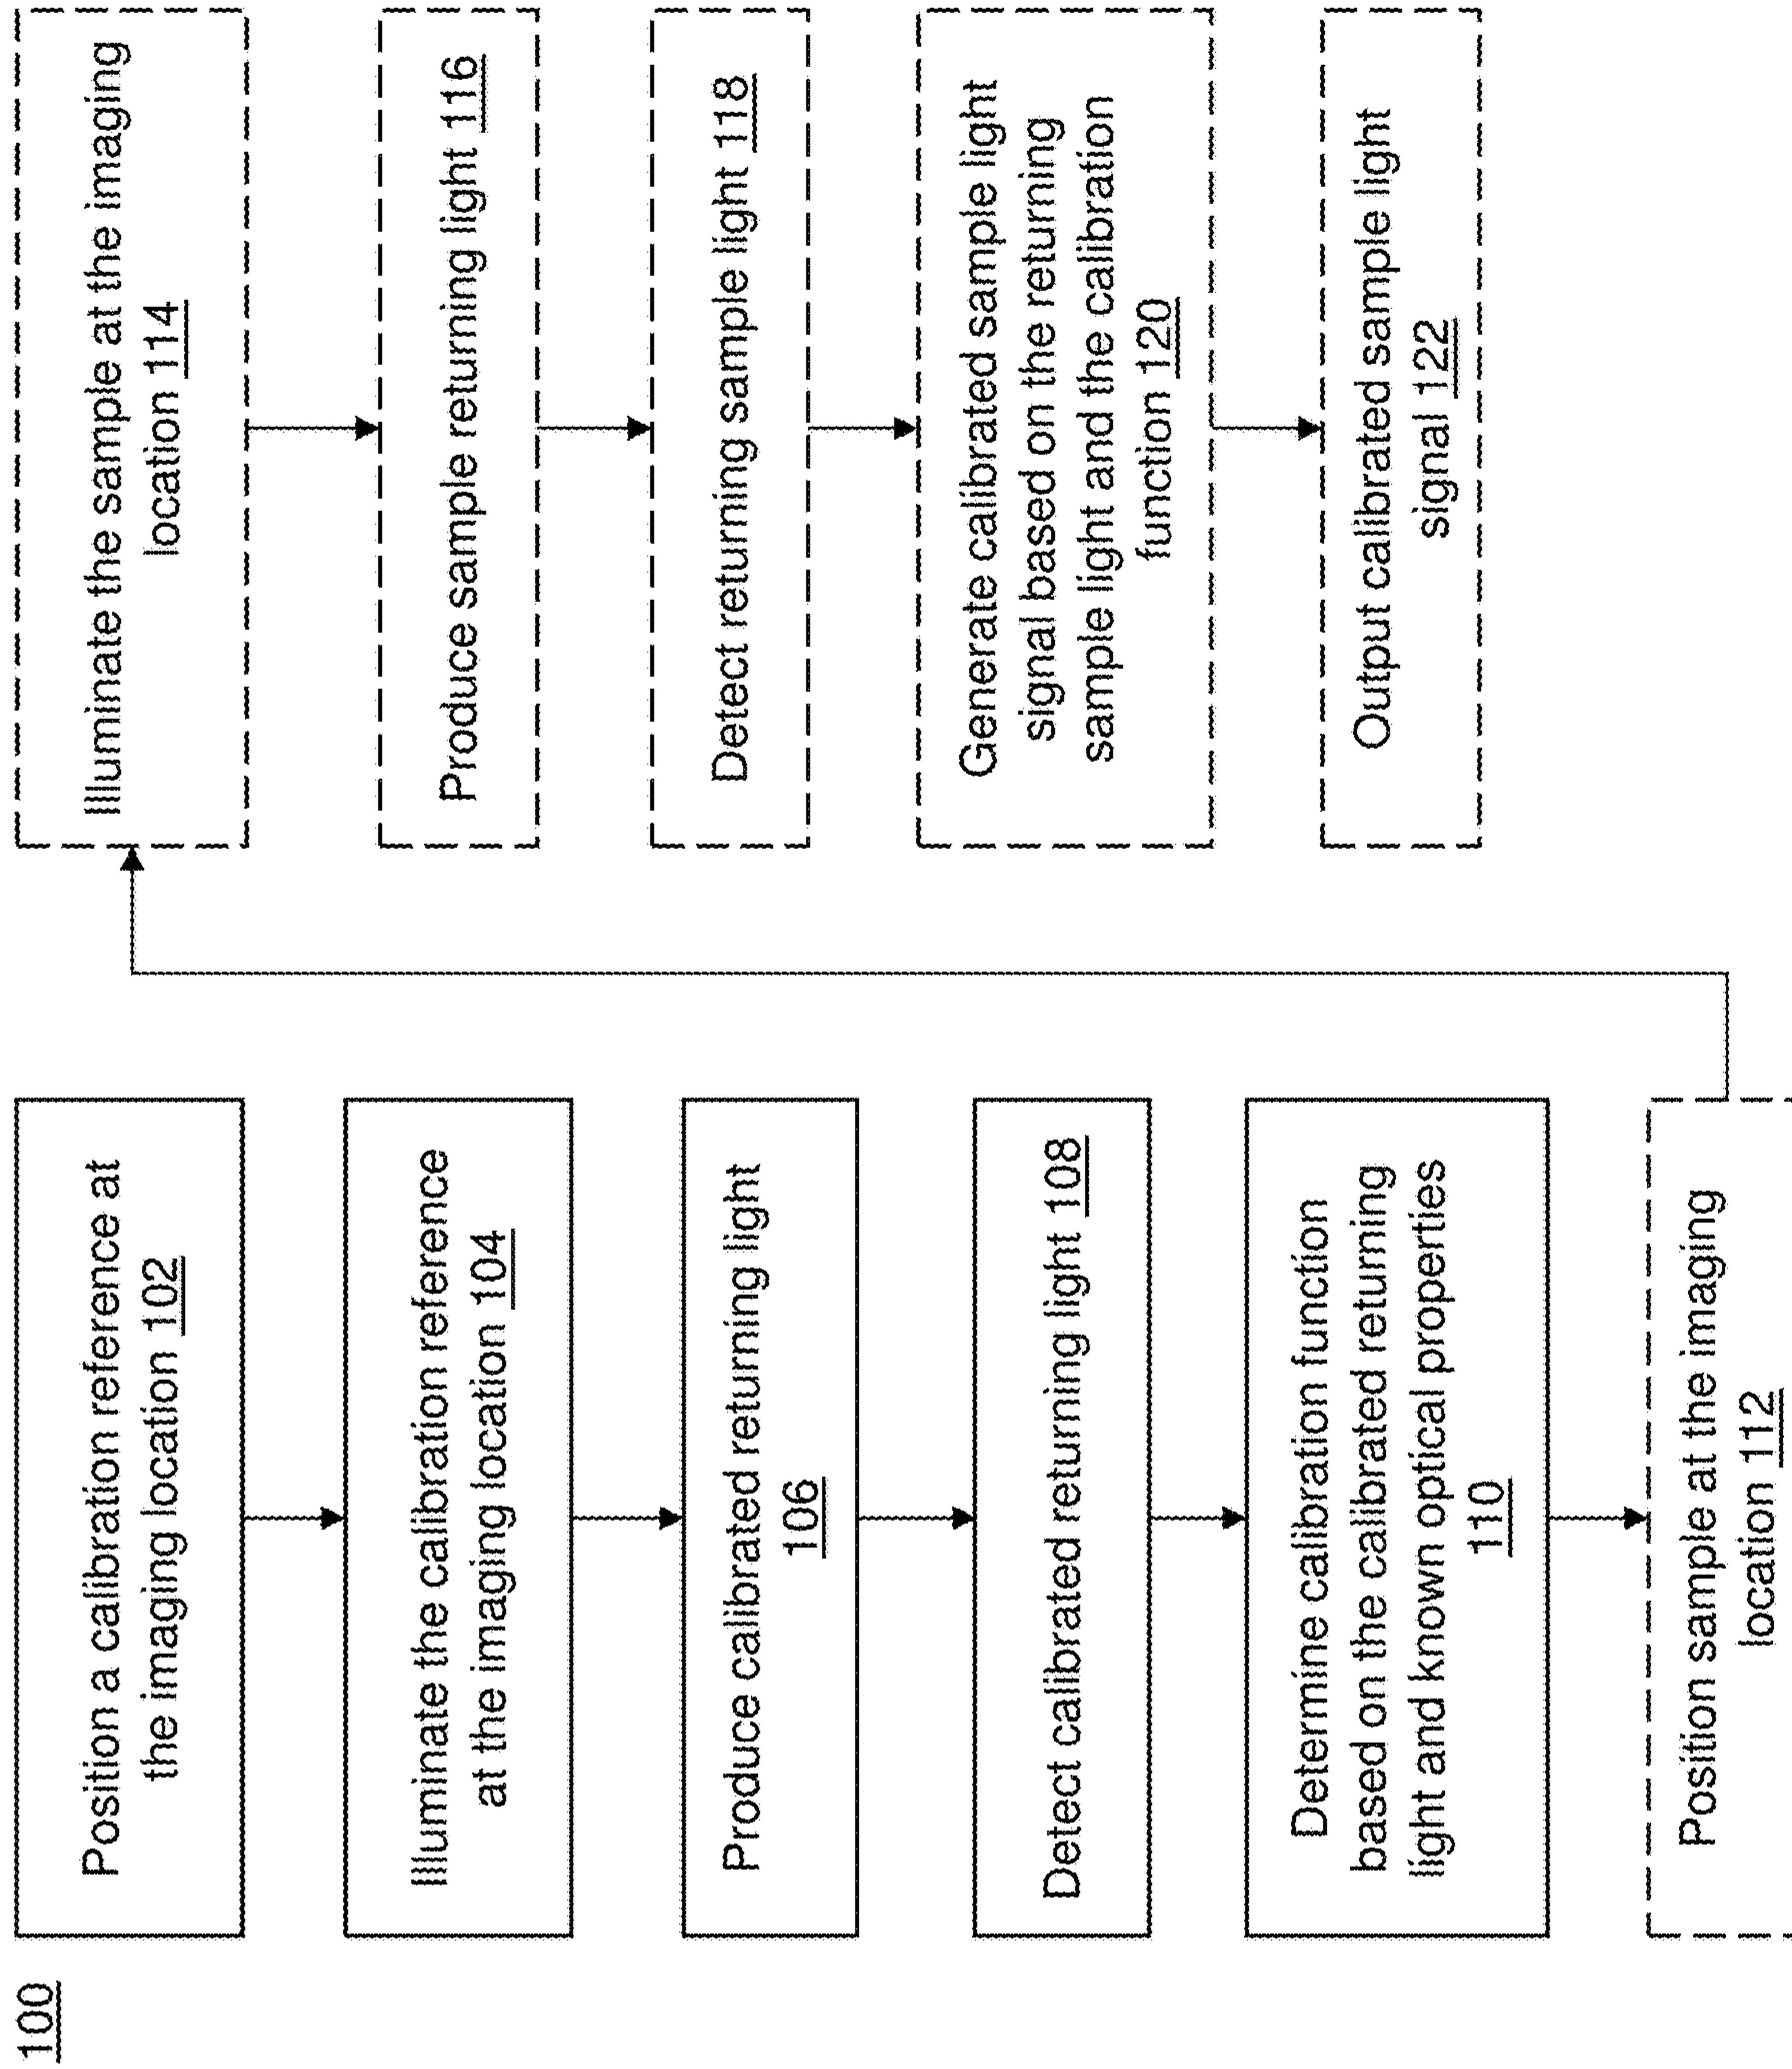 100
Position a calibration reference at
the imaging location 102
Illuminate the calibration reference
at the imaging location 104
Produce calibrated returning light
106
Detect calibrated returning light 108
Determine calibration function
based on the calibrated returning
light and known optical properties
110
Position sample at the imaging
location 112
Illuminate the sample at the imaging
location 114
Produce sample returning light 116
Detect returning sample light 118
Generate calibrated sample light
signal based on the returning
sample light and the calibration
function 120
Output calibrated sample light
signal 122